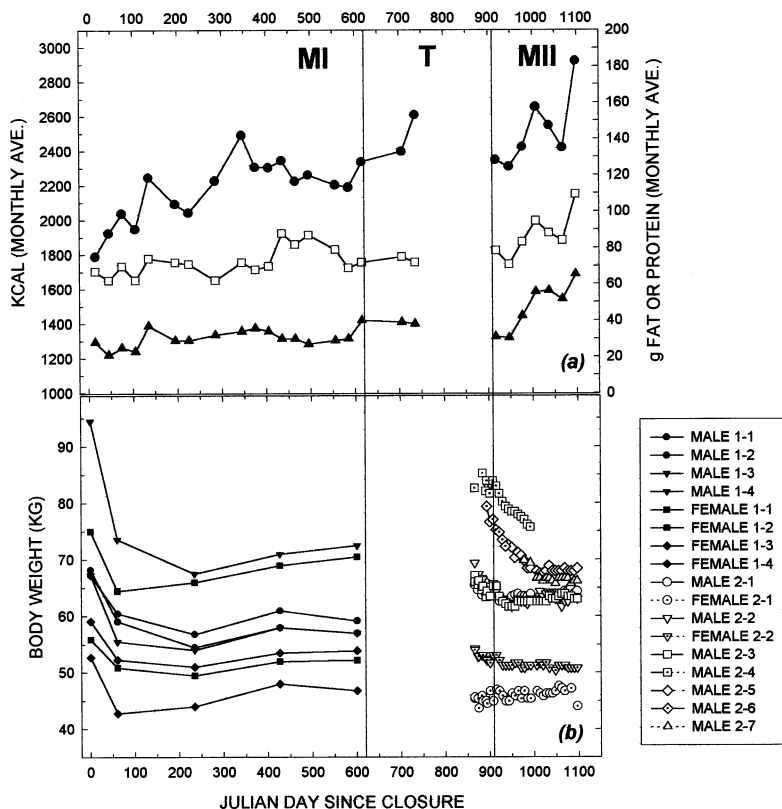 0 100 200 300 400 500 600 700 800 900 1000 1100
MI T MII
3000
2800
2600
2400
2200
2000
1800
1600
1400
1200
1000
KCAL (MONTHLY AVE.)
200
180
160
140
120
100
80
60
40
20
0
g FAT OR PROTEIN (MONTHLY AVE.)
(a)
90
80
70
60
50
40
BODY WEIGHT (KG)
(b)
0 100 200 300 400 500 600 700 800 900 1000 1100
JULIAN DAY SINCE CLOSURE
MALE 1-1
MALE 1-2
MALE 1-3
MALE 1-4
FEMALE 1-1
FEMALE 1-2
FEMALE 1-3
FEMALE 1-4
MALE 2-1
FEMALE 2-1
MALE 2-2
FEMALE 2-2
MALE 2-3
MALE 2-4
MALE 2-5
MALE 2-6
MALE 2-7